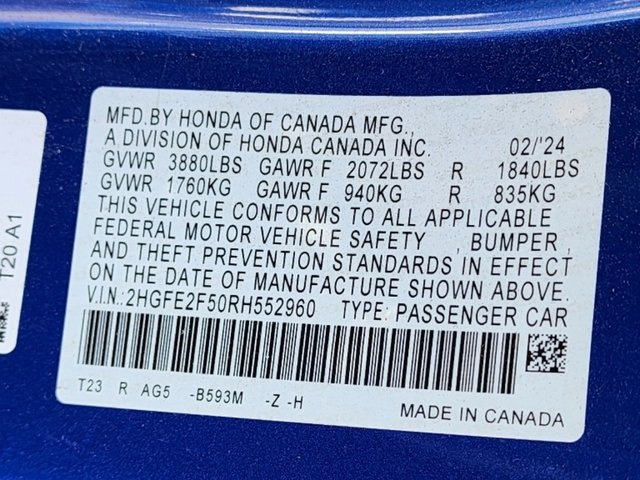 MFD.BY HONDA OF CANADA MFG.,
A DIVISION OF HONDA CANADA INC. 02/'24
GVWR 3880LBS GAWR F 2072LBS R 1840LBS
GVWR 1760KG GAWR F 940KG R 835KG
THIS VEHICLE CONFORMS TO ALL APPLICABLE
FEDERAL MOTOR VEHICLE SAFETY , BUMPER ,
AND THEFT PREVENTION STANDARDS IN EFFECT
ON THE DATE OF MANUFACTURE SHOWN ABOVE.
V.I.N.:2HGFE2F50RH552960 TYPE: PASSENGER CAR
T23 R AG5 -B593M -Z -H
MADE IN CANADA
T20 A1